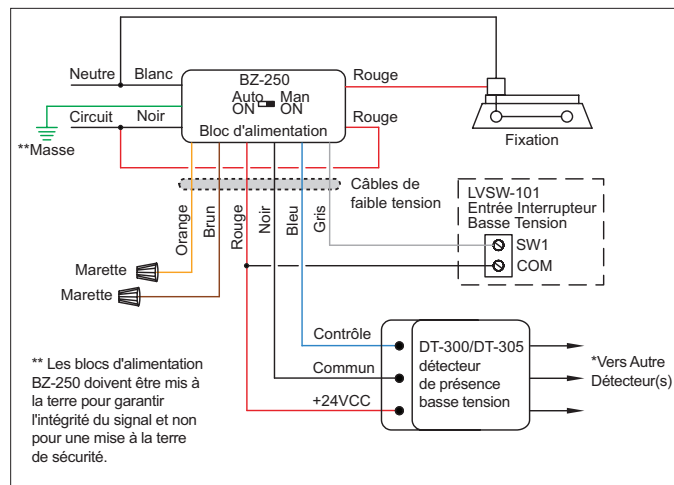 Neutre
Blanc
BZ-250
Auto
ON
Man
ON
Bloc d'alimentation
Rouge
Rouge
Circuit
Noir
**Masse
Fixation
Câbles de
faible tension
Orange
Brun
Rouge
Noir
Bleu
Gris
LVSW-101
Entrée Interrupteur
Basse Tension
SW1
COM
Marette
Marette
Contrôle
Commun
+24VCC
DT-300/DT-305
détecteur
de présence
basse tension
*Vers Autre
Détecteur(s)
** Les blocs d'alimentation
BZ-250 doivent être mis à
la terre pour garantir
l'intégrité du signal et non
pour une mise à la terre
de sécurité.